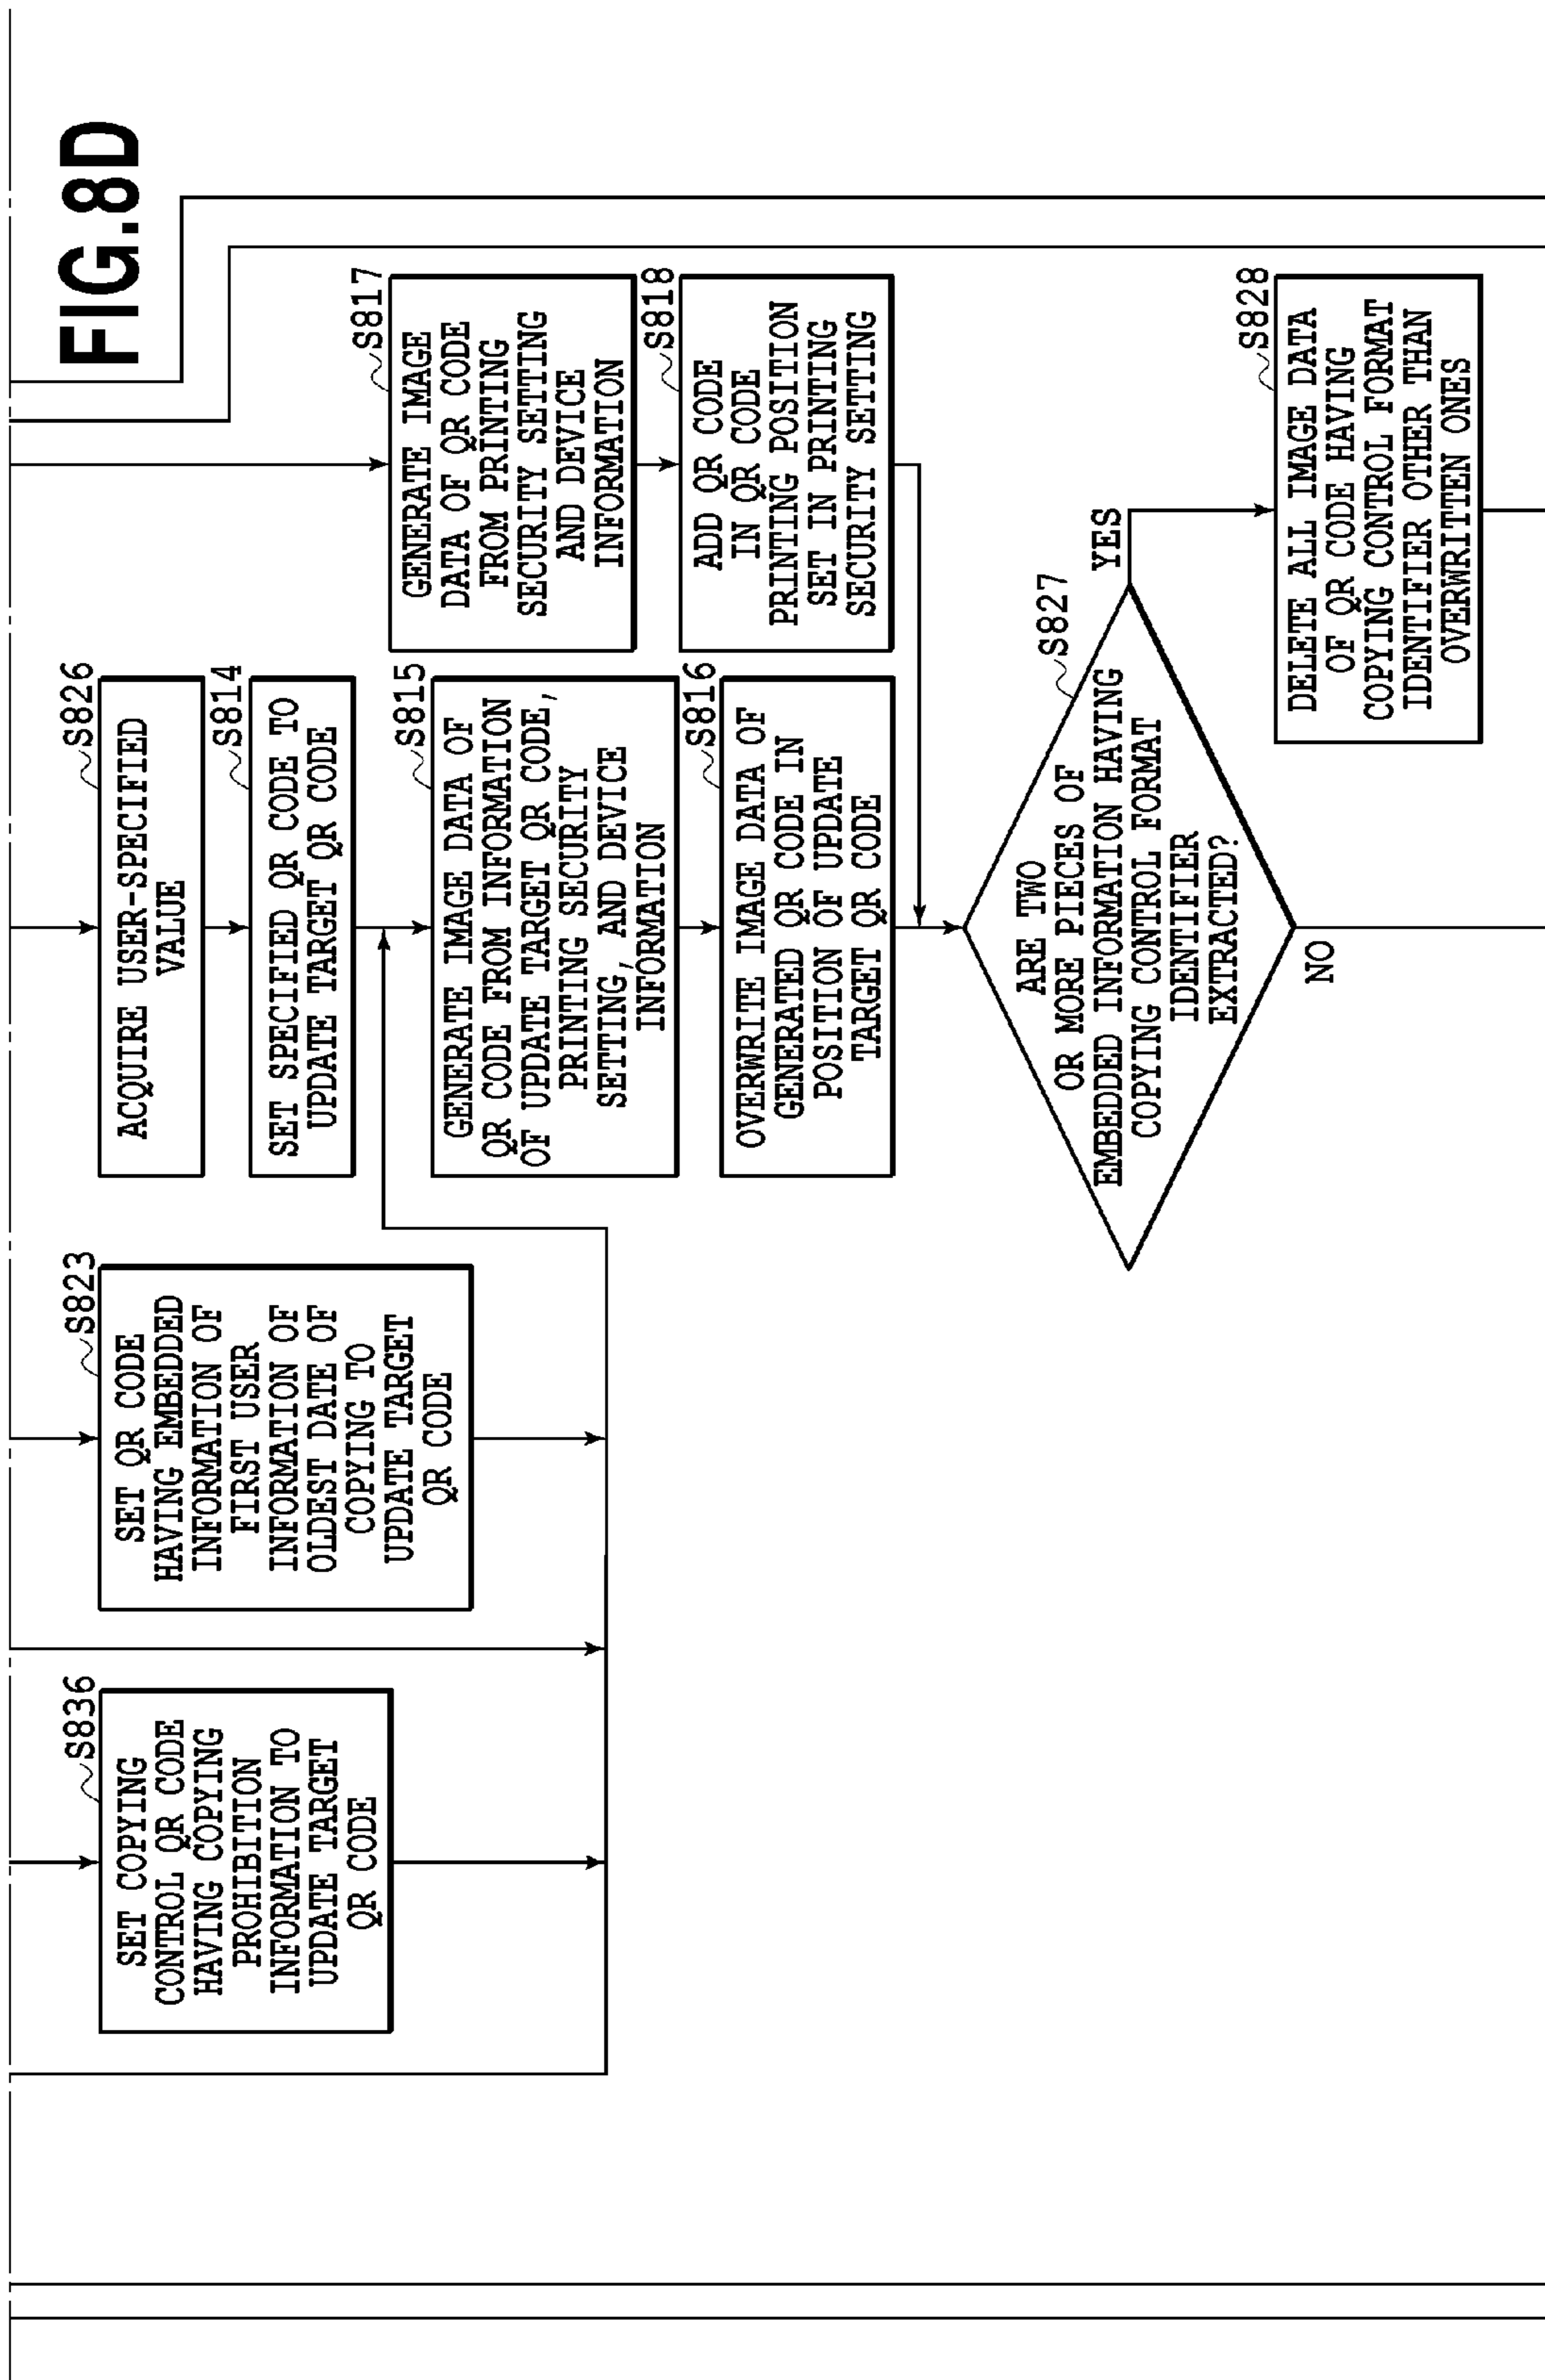 FIG.8D
S836
SET COPYING
CONTROL QR CODE
HAVING COPYING
PROHIBITION
INFORMATION TO
UPDATE TARGET
QR CODE
S823
SET QR CODE
HAVING EMBEDDED
INFORMATION OF
FIRST USER
INFORMATION OF
OLDEST DATE OF
COPYING TO
UPDATE TARGET
QR CODE
S826
ACQUIRE USER-SPECIFIED
VALUE
S814
SET SPECIFIED QR CODE TO
UPDATE TARGET QR CODE
S815
GENERATE IMAGE DATA OF
QR CODE FROM INFORMATION
OF UPDATE TARGET QR CODE,
PRINTING SECURITY
SETTING, AND DEVICE
INFORMATION
S816
OVERWRITE IMAGE DATA OF
GENERATED QR CODE IN
POSITION OF UPDATE
TARGET QR CODE
S817
GENERATE IMAGE
DATA OF QR CODE
FROM PRINTING
SECURITY SETTING
AND DEVICE
INFORMATION
S818
ADD QR CODE
IN QR CODE
PRINTING POSITION
SET IN PRINTING
SECURITY SETTING
S827
ARE TWO
OR MORE PIECES OF
EMBEDDED INFORMATION HAVING
COPYING CONTROL FORMAT
IDENTIFIER
EXTRACTED?
YES
NO
S828
DELETE ALL IMAGE DATA
OF QR CODE HAVING
COPYING CONTROL FORMAT
IDENTIFIER OTHER THAN
OVERWRITTEN ONES